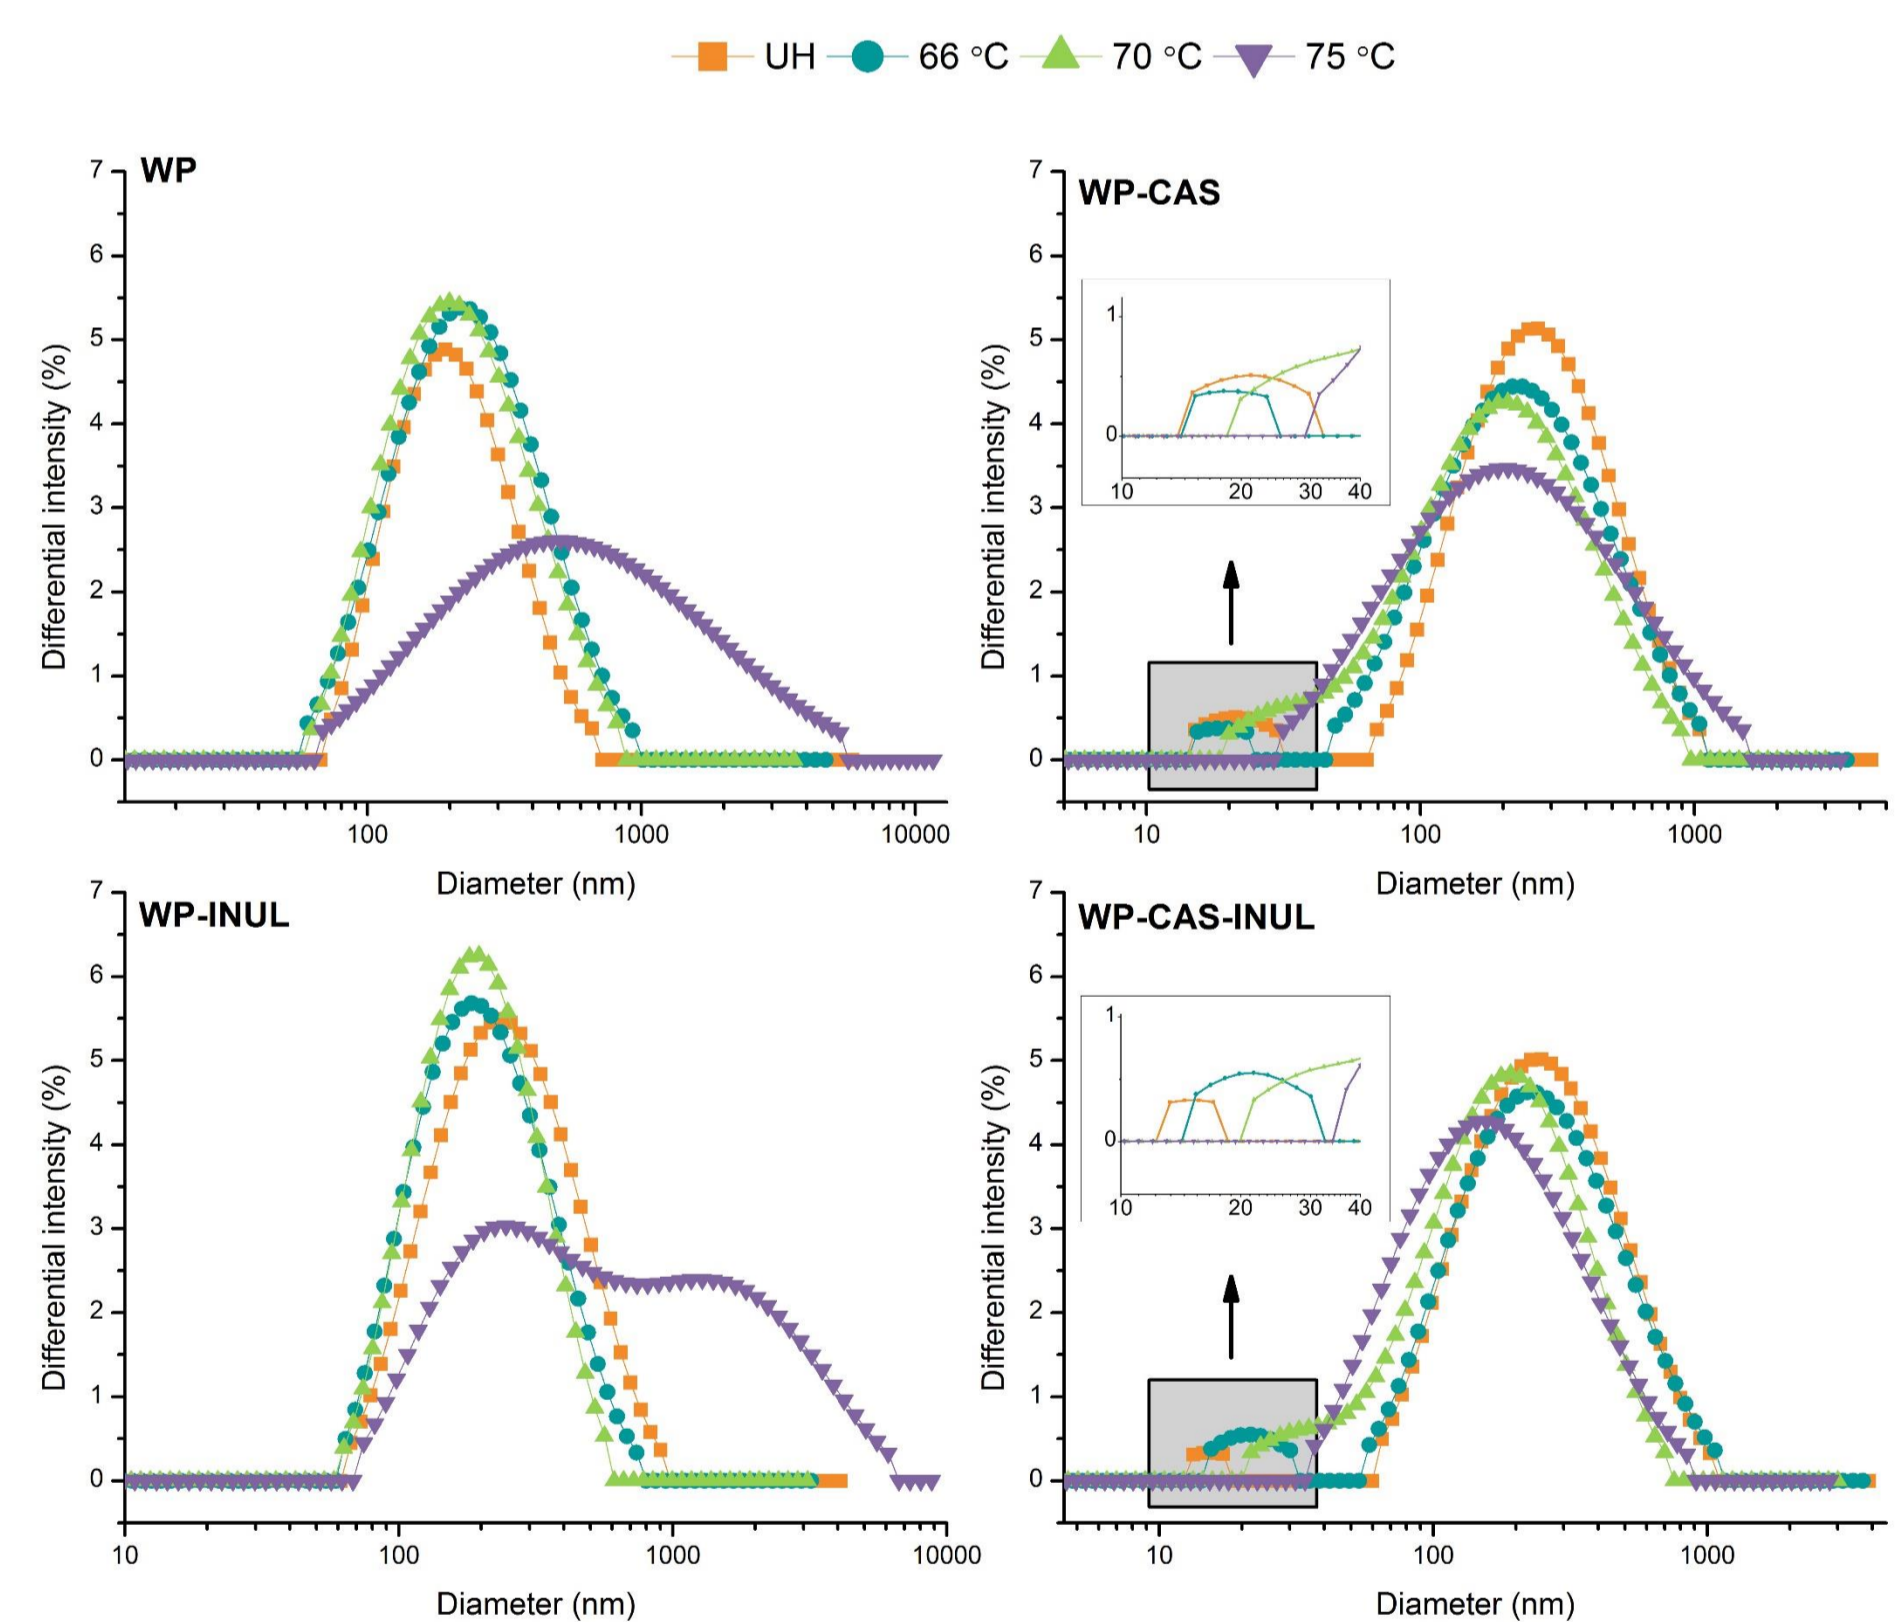 UH 66 °C 70 °C 75 °C
WP
7
6
5
4
3
2
1
0
Differential intensity (%)
100 1000 10000
Diameter (nm)
WP-CAS
7
6
5
4
3
2
1
0
Differential intensity (%)
1
0
10 20 30 40
10 100 1000
Diameter (nm)
WP-INUL
7
6
5
4
3
2
1
0
Differential intensity (%)
10 100 1000 10000
Diameter (nm)
WP-CAS-INUL
7
6
5
4
3
2
1
0
Differential intensity (%)
1
0
10 20 30 40
10 100 1000
Diameter (nm)